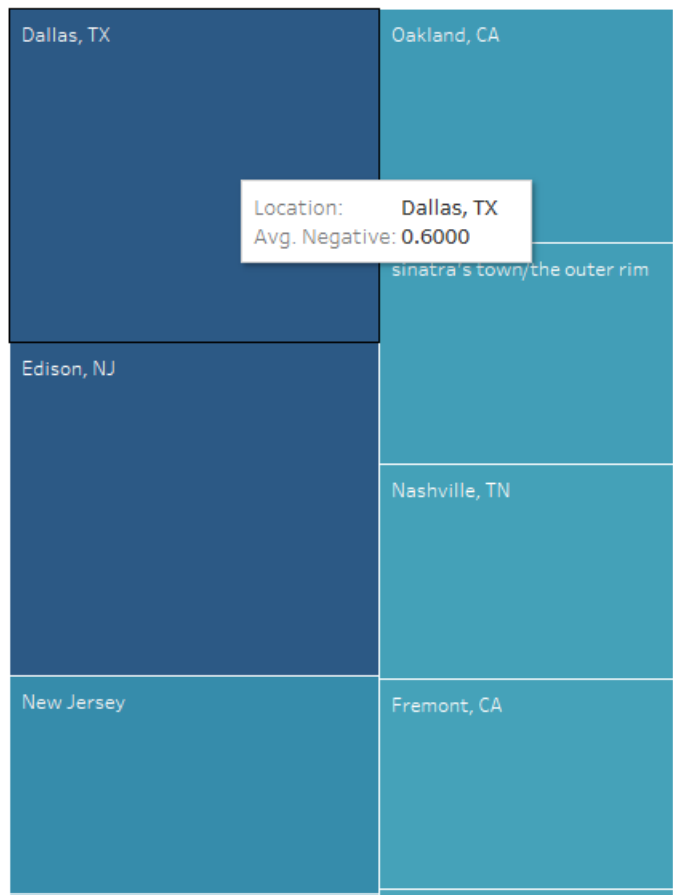 Dallas, TX
Oakland, CA
Location: Dallas, TX
Avg. Negative: 0.6000
sinatra's town/the outer rim
Edison, NJ
Nashville, TN
New Jersey
Fremont, CA